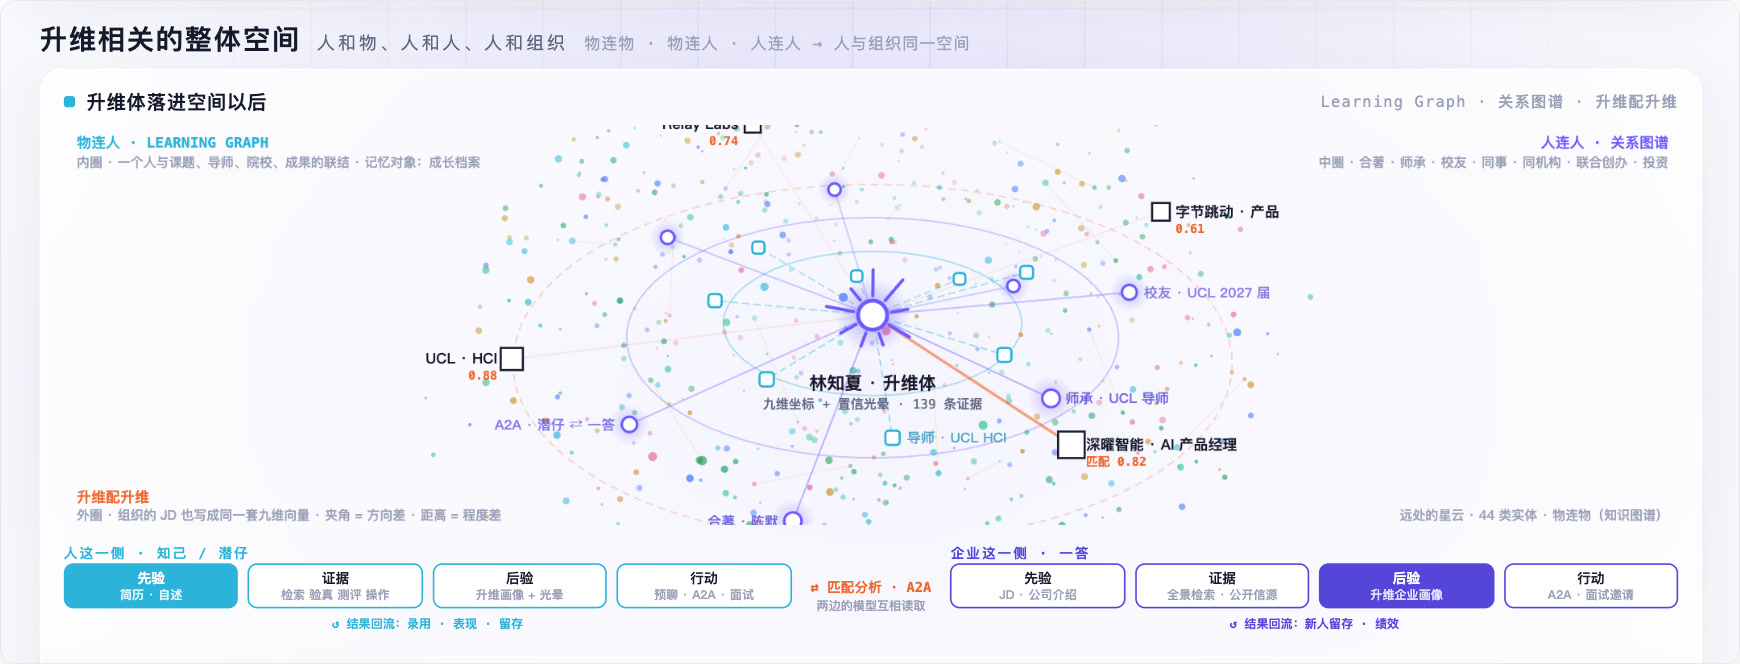 升维相关的整体空间 人和物、人和人、人和组织 物连物 · 物连人 · 人连人 → 人与组织同一空间
升维体落进空间以后
Learning Graph · 关系图谱 · 升维配升维
物连人 · LEARNING GRAPH
内圈 · 一个人与课题、导师、院校、成果的联结 · 记忆对象：成长档案
人连人 · 关系图谱
中圈 · 合著 · 师承 · 校友 · 同事 · 同机构 · 联合创办 · 投资
Relay Labs
0.74
字节跳动 · 产品
0.61
校友 · UCL 2027 届
UCL · HCI
0.88
林知夏 · 升维体
九维坐标 + 置信光晕 · 139 条证据
师承 · UCL 导师
A2A · 潜仔 ⇄ 一答
导师 · UCL HCI
深曜智能 · AI 产品经理
匹配 0.82
合著 · 陈默
升维配升维
外圈 · 组织的 JD 也写成同一套九维向量 · 夹角 = 方向差 · 距离 = 程度差
远处的星云 · 44 类实体 · 物连物（知识图谱）
人这一侧 · 知己 / 潜仔
先验
简历 · 自述
证据
检索 验真 测评 操作
后验
升维画像 + 光晕
行动
预聊 · A2A · 面试
↺ 结果回流：录用 · 表现 · 留存
⇄ 匹配分析 · A2A
两边的模型互相读取
企业这一侧 · 一答
先验
JD · 公司介绍
证据
全景检索 · 公开信源
后验
升维企业画像
行动
A2A · 面试邀请
↺ 结果回流：新人留存 · 绩效